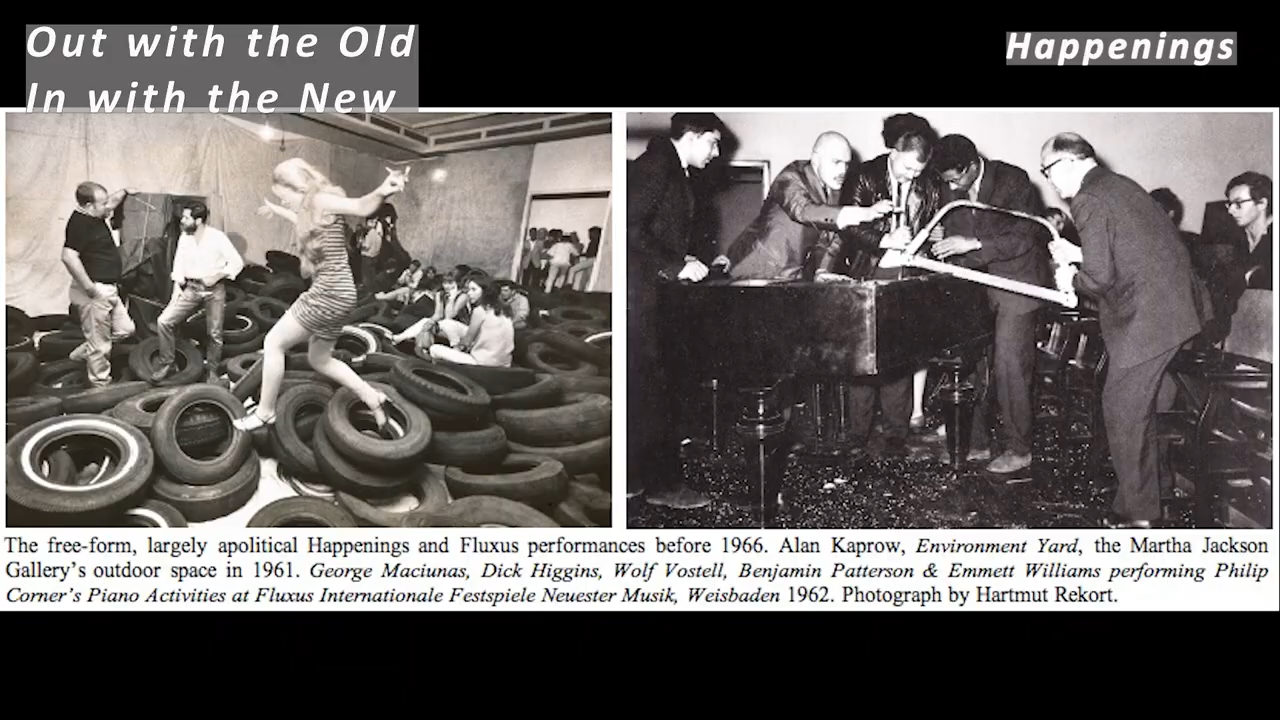 Out with the Old
In with the New
Happenings
The free-form, largely apolitical Happenings and Fluxus performances before 1966. Alan Kaprow, Environment Yard, the Martha Jackson
Gallery's outdoor space in 1961. George Maciunas, Dick Higgins, Wolf Vostell, Benjamin Patterson & Emmett Williams performing Philip
Corner's Piano Activities at Fluxus Internationale Festspiele Neuester Musik, Weisbaden 1962. Photograph by Hartmut Rekort.